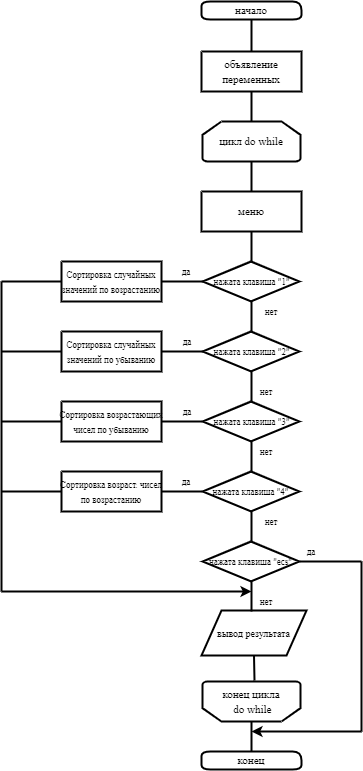 начало
объявление
переменных
цикл do while
меню
Сортировка случайных
значений по возрастанию
да
нажата клавиша "1"
нет
Сортировка случайных
значений по убыванию
да
нажата клавиша "2"
нет
Сортировка возрастающих
чисел по убыванию
да
нажата клавиша "3"
нет
Сортировка возраст. чисел
по возрастанию
да
нажата клавиша "4"
нет
нажата клавиша "есз"
да
нет
вывод результата
конец цикла
do while
конец